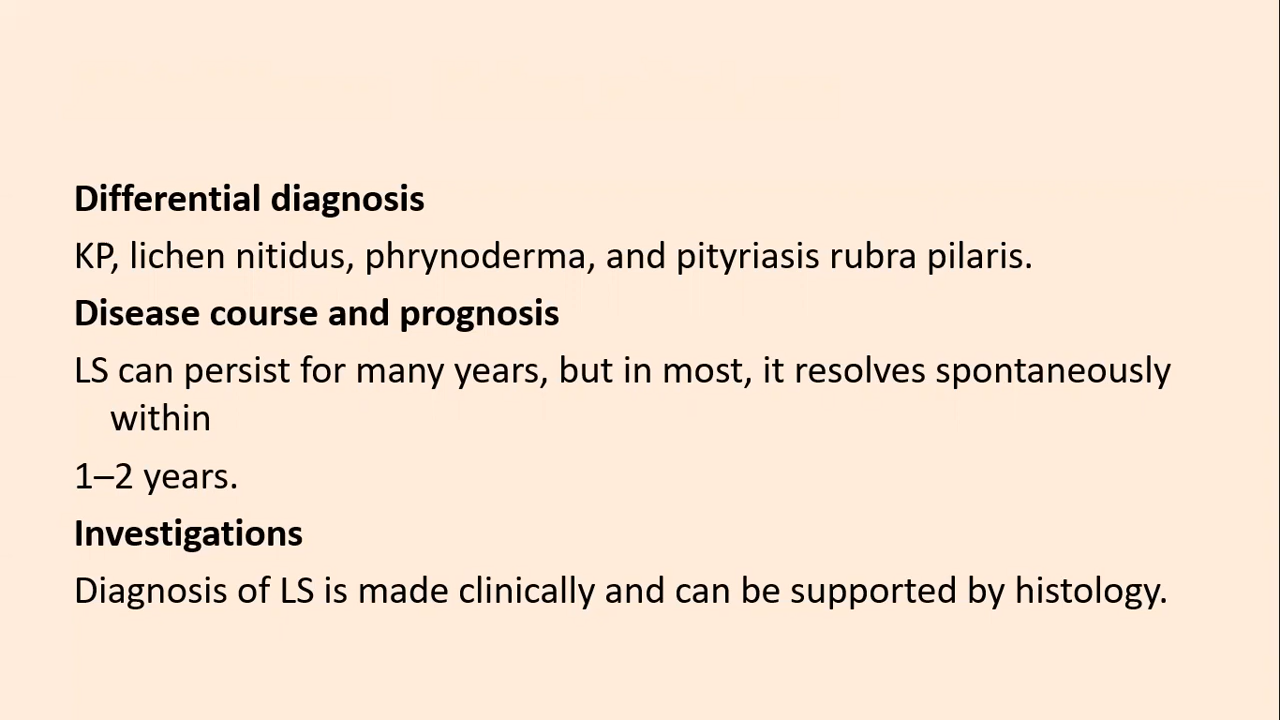 Differential diagnosis
KP, lichen nitidus, phrynoderma, and pityriasis rubra pilaris.
Disease course and prognosis
LS can persist for many years, but in most, it resolves spontaneously
within
1–2 years.
Investigations
Diagnosis of LS is made clinically and can be supported by histology.